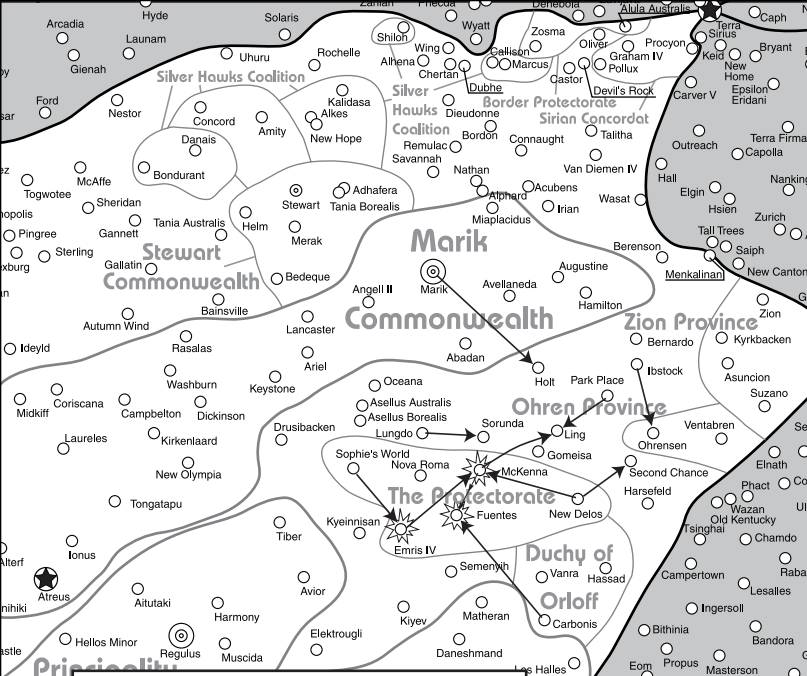 Zaniah
Phecda
Denebola
Alula Australis
Hyde
Solaris
Wyatt
Caph
Arcadia
Launam
Shilon
Zosma
Terra
Sirius
Gienah
Uhuru
Rochelle
Wing
Callison
Oliver
Procyon
Keid
Bryant
Alhena
Marcus
Graham IV
New
Home
Chertan
Castor
Pollux
Silver Hawks Coalition
Dubhe
Devil's Rock
Carver V
Epsilon
Eridani
Ford
Nestor
Kalidasa
Silver
Hawks
Coalition
Border Protectorate
Sirian Concordat
Concord
Amity
Alkes
New Hope
Dieudonne
Bordon
Talitha
Terra Firma
Danais
Remulac
Connaught
Outreach
Capolla
Savannah
Van Diemen IV
Bondurant
Nathan
Hall
McAffe
Togwotee
Adhafera
Stewart
Tania Borealis
Alphard
Acubens
Elgin
Nanking
Sheridan
Wasat
Hsien
Miaplacidus
Irian
nopolis
Gannett
Tania Australis
Helm
Zurich
Pingree
Merak
Marik
Tall Trees
Sterling
Stewart
Berenson
Saiph
xburg
Gallatin
Commonwealth
Bedeque
Augustine
Menkalinan
New Canton
Marik
Avellaneda
Angell II
Hamilton
Bainsville
Zion
Autumn Wind
Lancaster
Commonwealth
Zion Province
Rasalas
Bernardo
Kyrkbacken
Ideyld
Ariel
Abadan
Ibstock
Asuncion
Washburn
Keystone
Oceana
Holt
Park Place
Suzano
Coriscana
Midkiff
Campbelton
Dickinson
Asellus Australis
Ohren Province
Asellus Borealis
Sorunda
Drusibacken
Lungdo
Ling
Ohrensen
Ventabren
Laureles
Kirkenlaard
Sophie's World
Gomeisa
Elnath
New Olympia
Nova Roma
McKenna
Second Chance
Phact
The Protectorate
Harsefeld
Wazan
Tongatapu
Kyeinnisan
Fuentes
New Delos
Old Kentucky
Tsinghai
Tiber
Emris IV
Chamdo
Ionus
Duchy of
Alterf
Semenyih
Vanra
Hassad
Campertown
Atreus
Avior
Lesalles
Aitutaki
Orloff
nihiki
Harmony
Matheran
Ingersoll
Kiyev
Carbonis
Hellos Minor
Elektrougli
Bithinia
Bandora
Regulus
Muscida
Daneshmand
Propus
Principality
Les Halles
Eom
Masterson